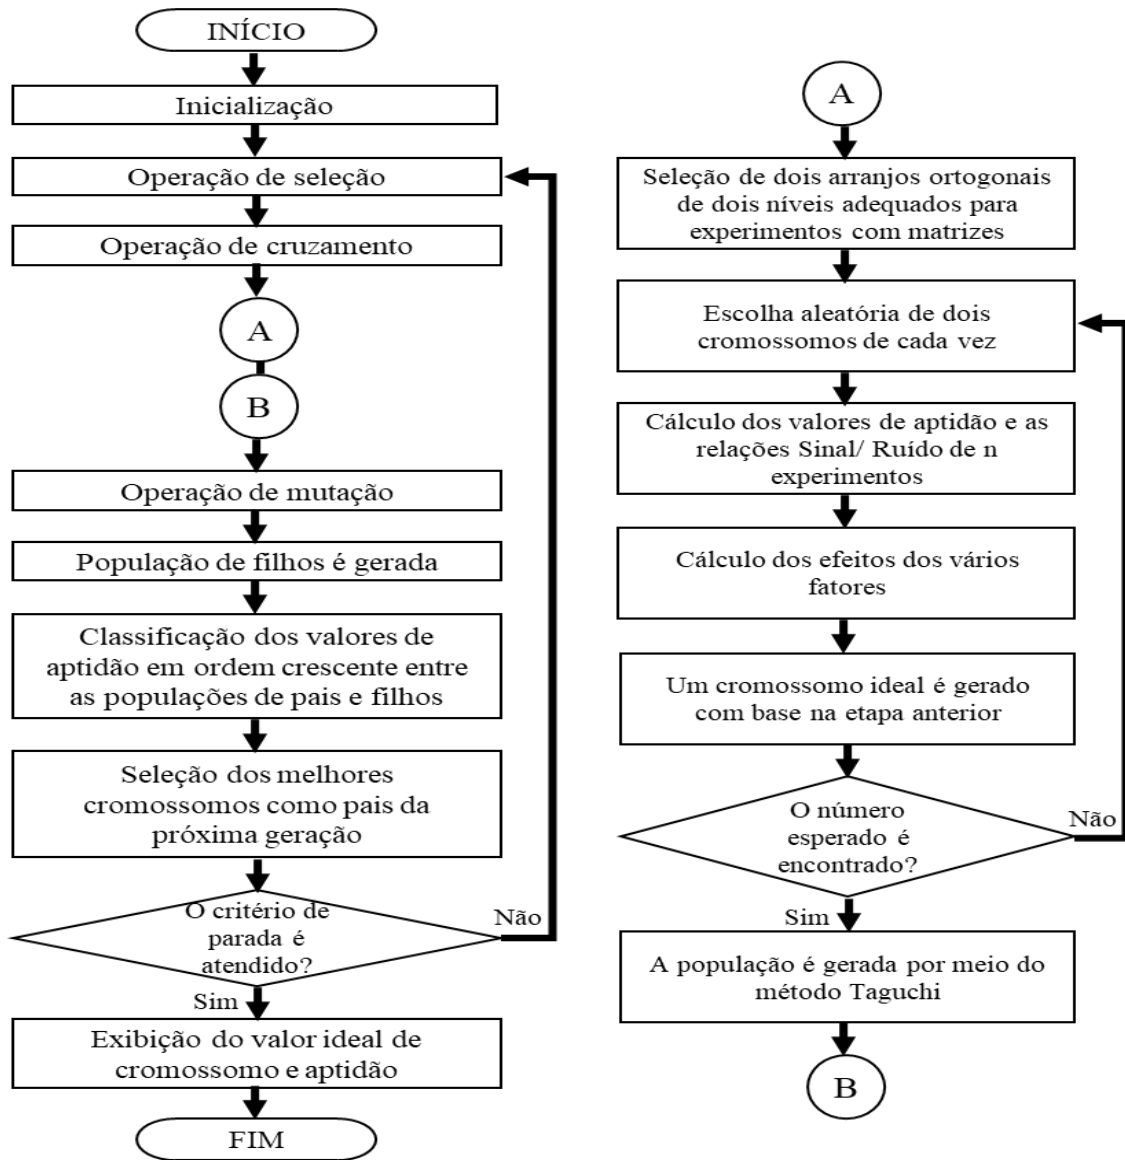 INÍCIO
Inicialização
Operação de seleção
Operação de cruzamento
A
B
Operação de mutação
População de filhos é gerada
Classificação dos valores de
aptidão em ordem crescente entre
as populações de pais e filhos
Seleção dos melhores
cromossomos como pais da
próxima geração
O critério de
parada é
atendido?
Não
Sim
Exibição do valor ideal de
cromossomo e aptidão
FIM
A
Seleção de dois arranjos ortogonais
de dois níveis adequados para
experimentos com matrizes
Escolha aleatória de dois
cromossomos de cada vez
Cálculo dos valores de aptidão e as
relações Sinal/ Ruído de n
experimentos
Cálculo dos efeitos dos vários
fatores
Um cromossomo ideal é gerado
com base na etapa anterior
O número
esperado é
encontrado?
Não
Sim
A população é gerada por meio do
método Taguchi
B